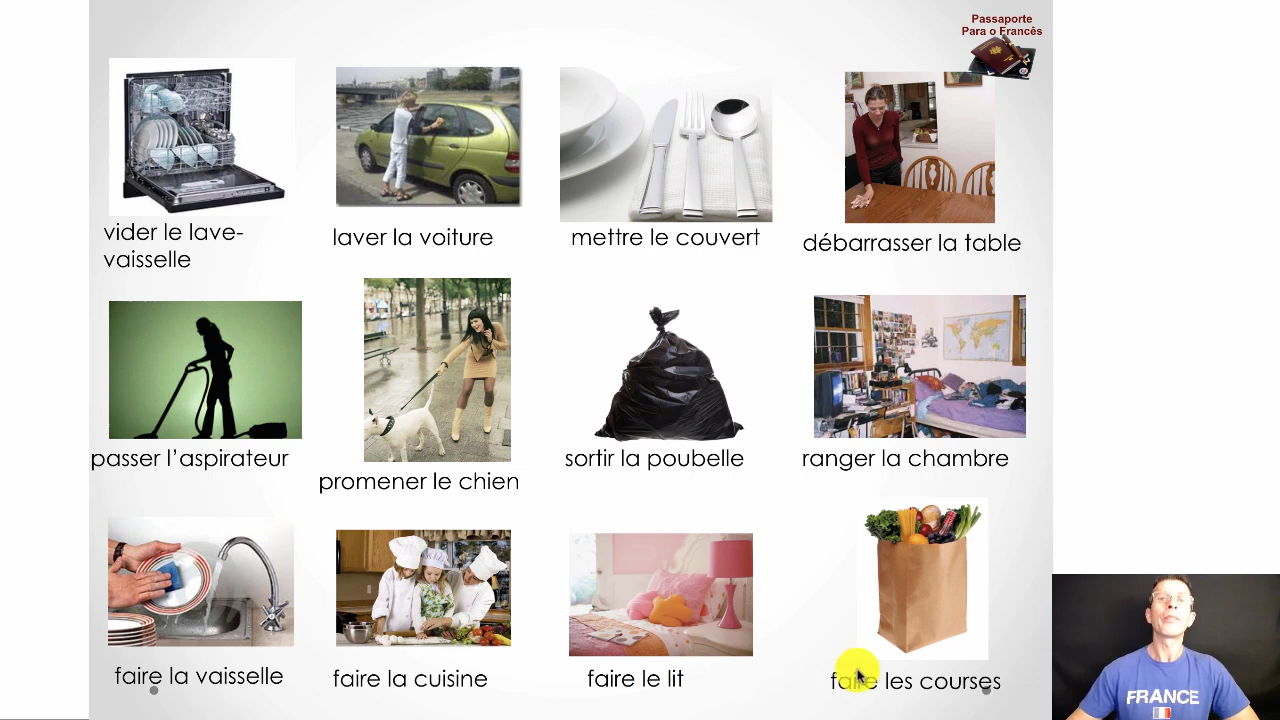 Passaporte
Para o Francês
vider le lave-
vaisselle
laver la voiture
mettre le couvert
débarrasser la table
passer l’aspirateur
promener le chien
sortir la poubelle
ranger la chambre
faire la vaisselle
faire la cuisine
faire le lit
faire les courses
FRANCE